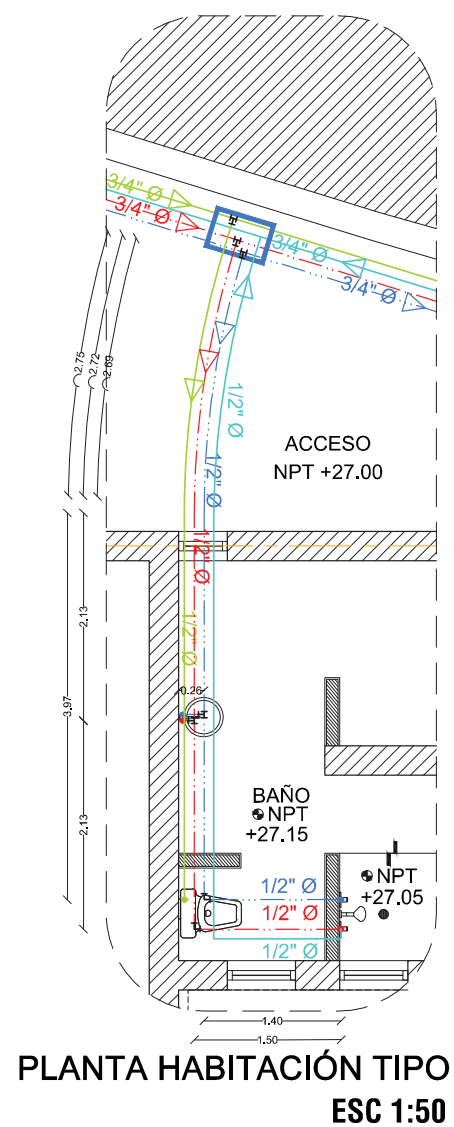 3/4" Ø
3/4" Ø
3/4" Ø
3/4" Ø
2.75
2.72
2.69
1/2" Ø
ACCESO
NPT +27.00
1/2" Ø
1/2" Ø
1/2" Ø
2.13
3.97
0.26
2.13
BAÑO
NPT
+27.15
NPT
+27.05
1/2" Ø
1/2" Ø
1/2" Ø
1.40
1.50
PLANTA HABITACIÓN TIPO
ESC 1:50